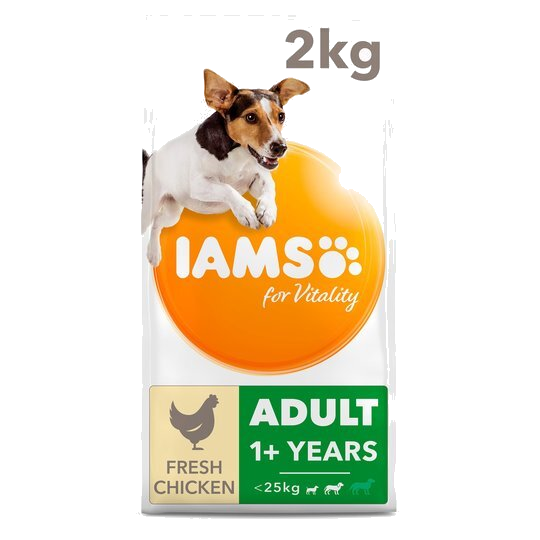 2kg
IAMS
for Vitality
FRESH
CHICKEN
ADULT
1+ YEARS
<25kg